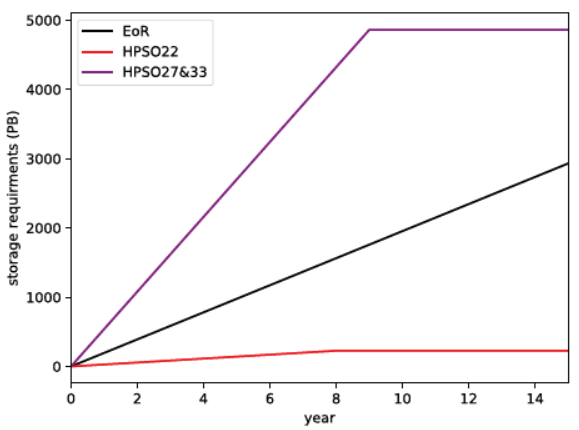 EoR
HPSO22
HPSO27&33
storage requirments (PB)
5000
4000
3000
2000
1000
0
0 2 4 6 8 10 12 14
year